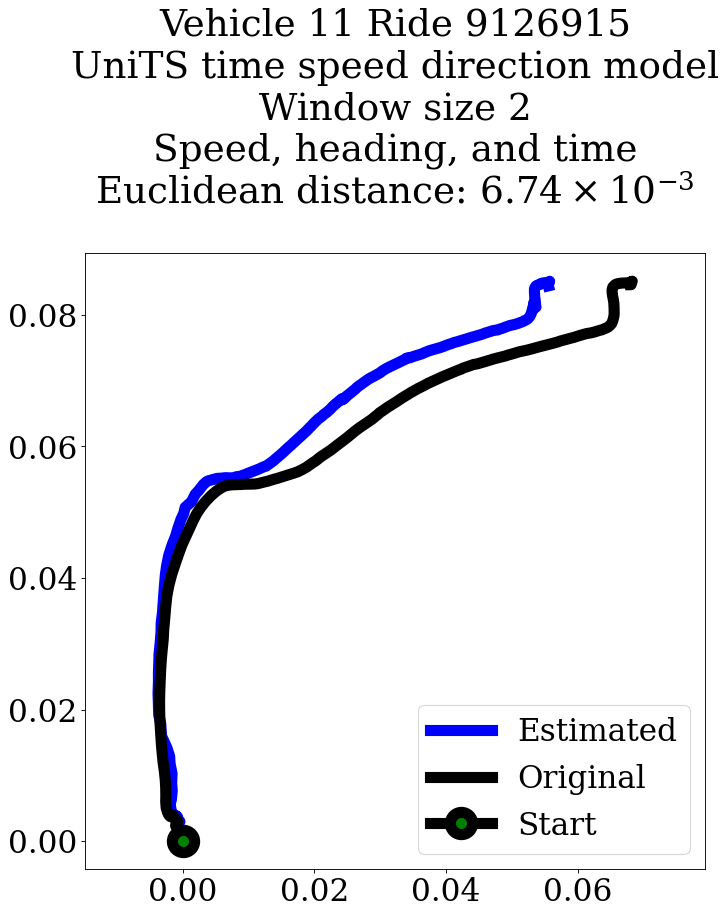 Vehicle 11 Ride 9126915
UniTS time speed direction model
Window size 2
Speed, heading, and time
Euclidean distance: 6.74 × 10⁻³
0.08
0.06
0.04
0.02
0.00
Estimated
Original
Start
0.00 0.02 0.04 0.06